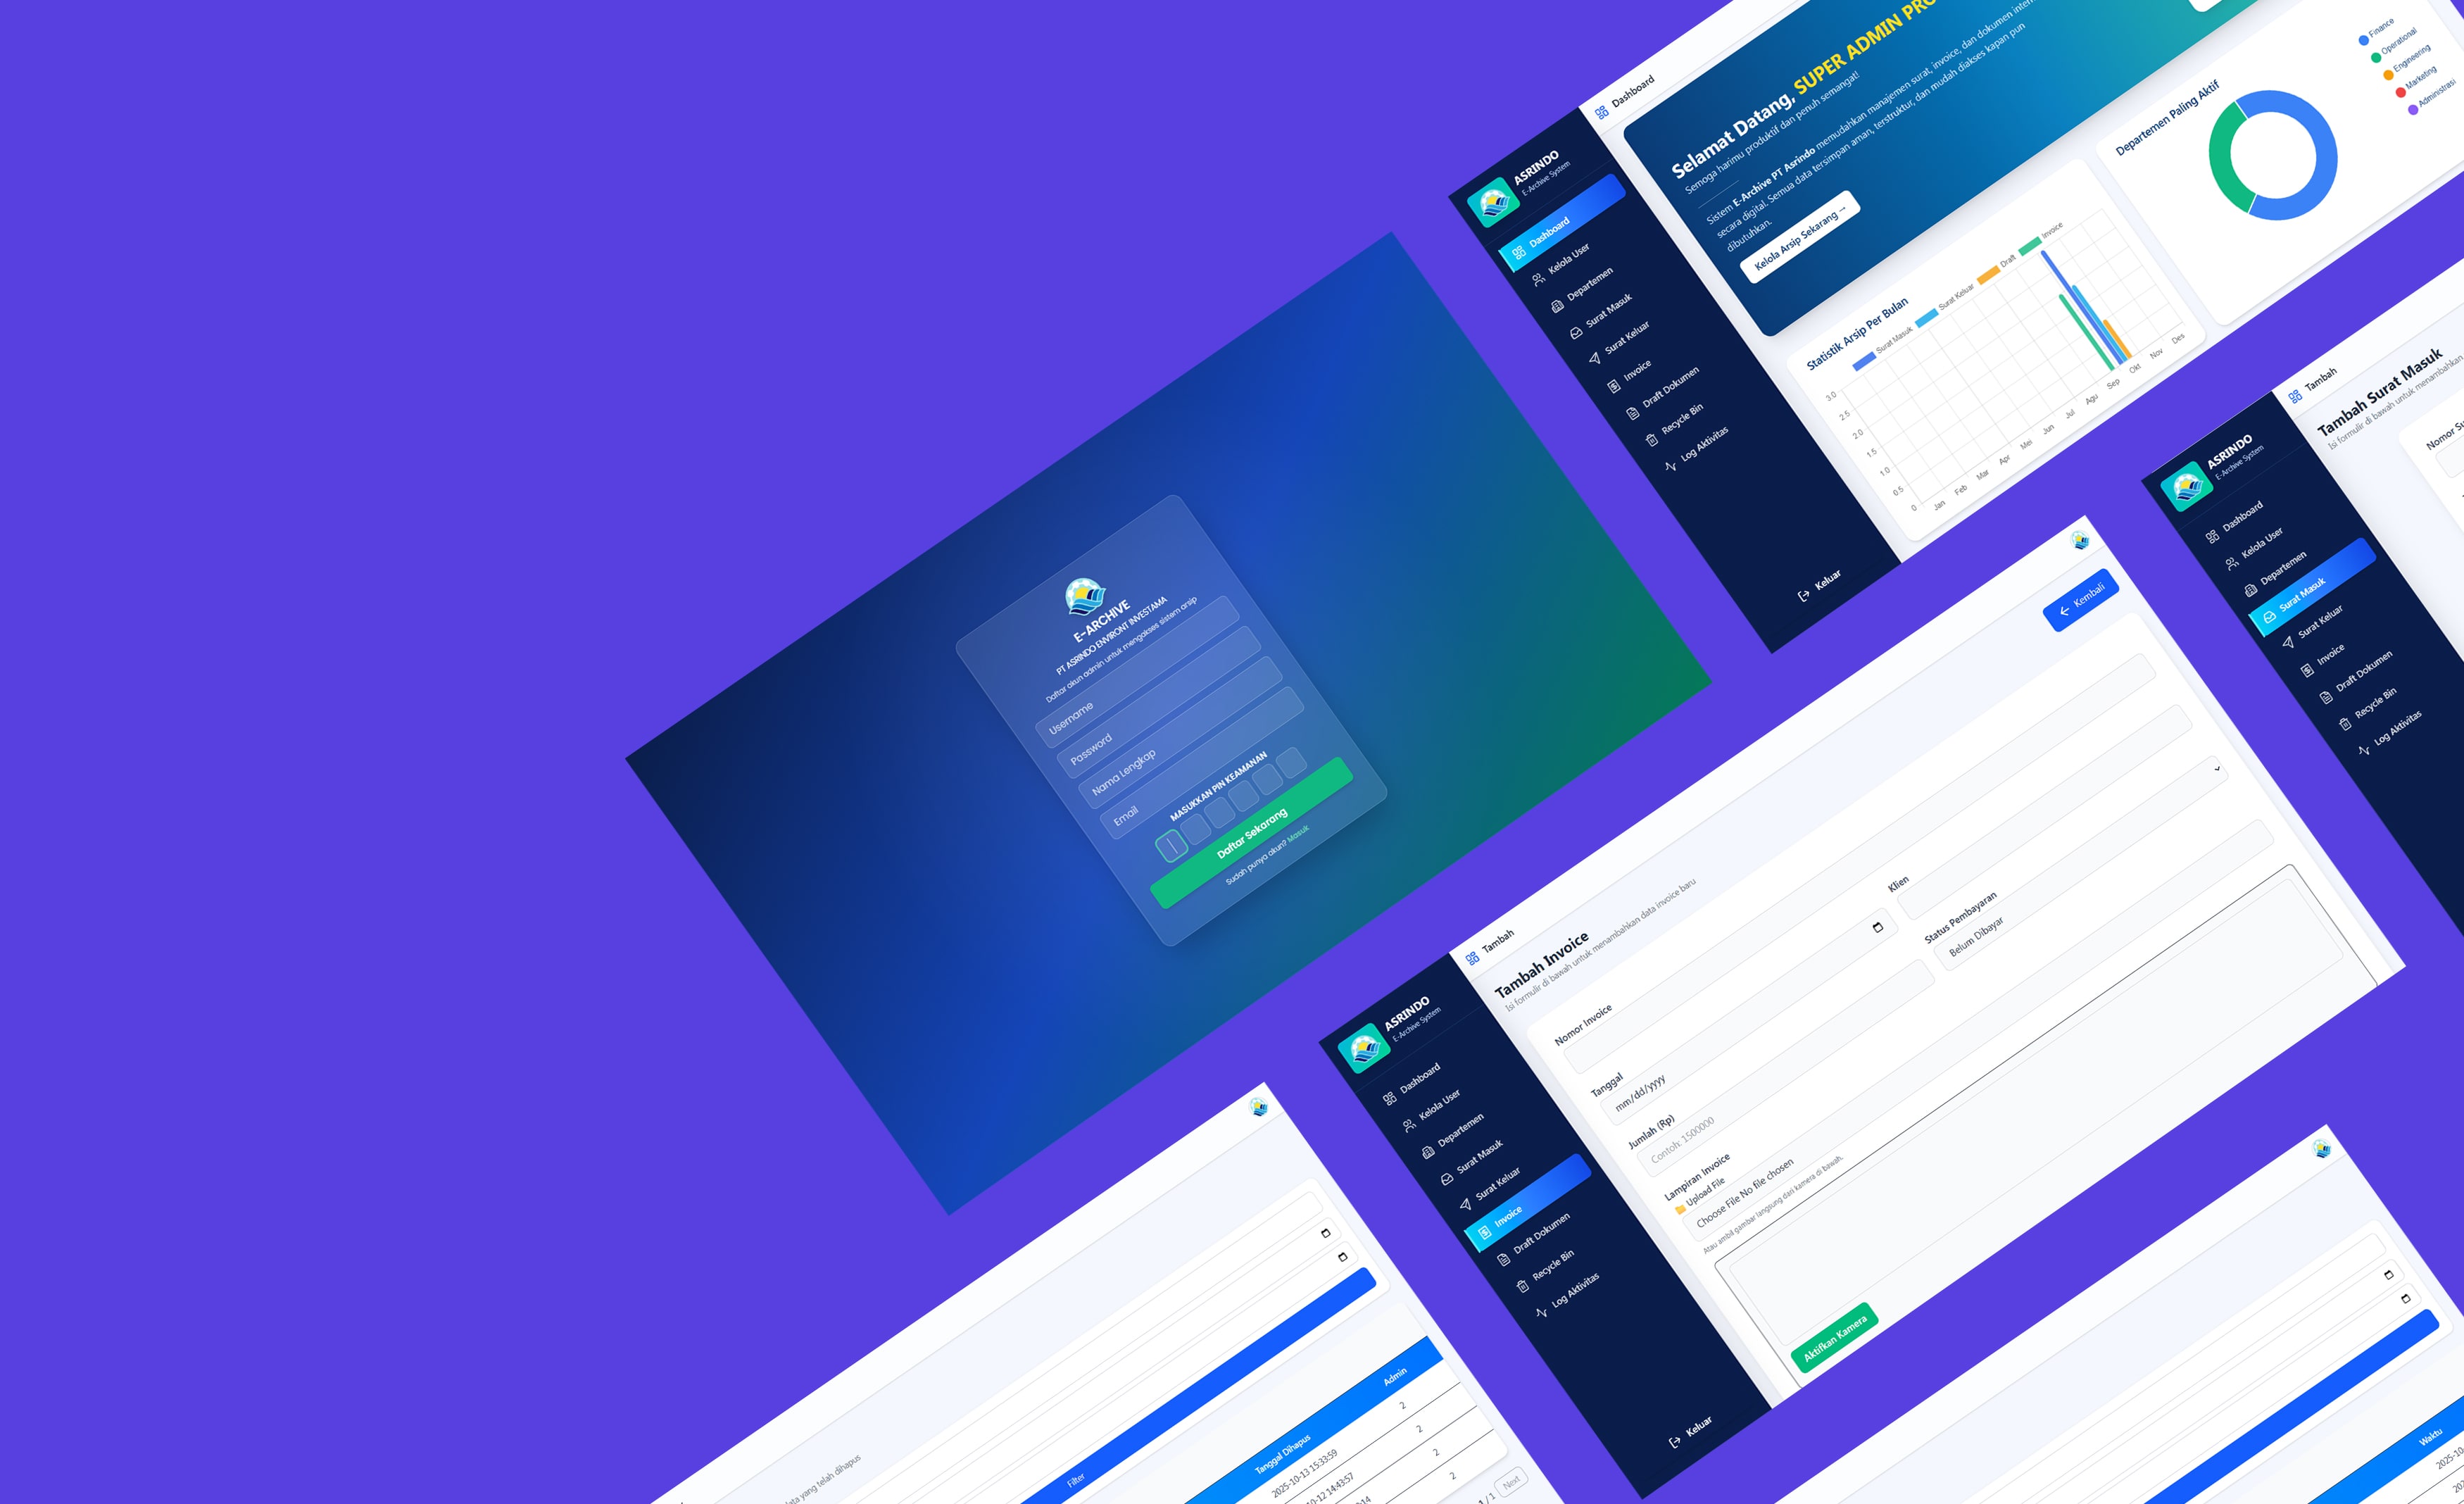 E-ARCHIVE
PT ASRINDO ENVIRONT INVESTAMA
Daftar akun admin untuk mengakses sistem arsip
Username
Password
Nama Lengkap
Email
MASUKKAN PIN KEAMANAN
Daftar Sekarang
Sudah punya akun? Masuk
ASRINDO
E-Archive System
Dashboard
Kelola User
Departemen
Surat Masuk
Surat Keluar
Invoice
Draft Dokumen
Recycle Bin
Log Aktivitas
Keluar
Dashboard
Selamat Datang, SUPER ADMIN
Semoga harimu produktif dan penuh semangat!
Sistem E-Archive PT Asrindo memudahkan manajemen surat, invoice, dan dokumen
secara digital. Semua data tersimpan aman, terstruktur, dan mudah diakses kapan pun
dibutuhkan.
Kelola Arsip Sekarang →
Statistik Arsip Per Bulan
Surat Masuk
Surat Keluar
Draft
Invoice
3.0
2.5
2.0
1.5
1.0
0.5
0
Jan
Feb
Mar
Apr
Mei
Jun
Jul
Agu
Sep
Okt
Nov
Des
Departemen Paling Aktif
Finance
Operational
Engineering
Marketing
Administrasi
ASRINDO
E-Archive System
Dashboard
Kelola User
Departemen
Surat Masuk
Surat Keluar
Invoice
Draft Dokumen
Recycle Bin
Log Aktivitas
Tambah
Tambah Surat Masuk
Isi formulir di bawah untuk menambahkan
Nomor
ASRINDO
E-Archive System
Dashboard
Kelola User
Departemen
Surat Masuk
Surat Keluar
Invoice
Draft Dokumen
Recycle Bin
Log Aktivitas
Keluar
Tambah
Tambah Invoice
Isi formulir di bawah untuk menambahkan data invoice baru
← Kembali
Nomor Invoice
Tanggal
mm/dd/yyyy
Klien
Jumlah (Rp)
Contoh: 1500000
Status Pembayaran
Belum Dibayar
Lampiran Invoice
Upload File
Choose File No file chosen
Atau ambil gambar langsung dari kamera di bawah.
Aktifkan Kamera
yang telah dihapus
Filter
Tanggal Dihapus
Admin
2025-10-13 15:33:59
2
10-12 14:43:57
2
2
2
1 / 1
Next
Waktu